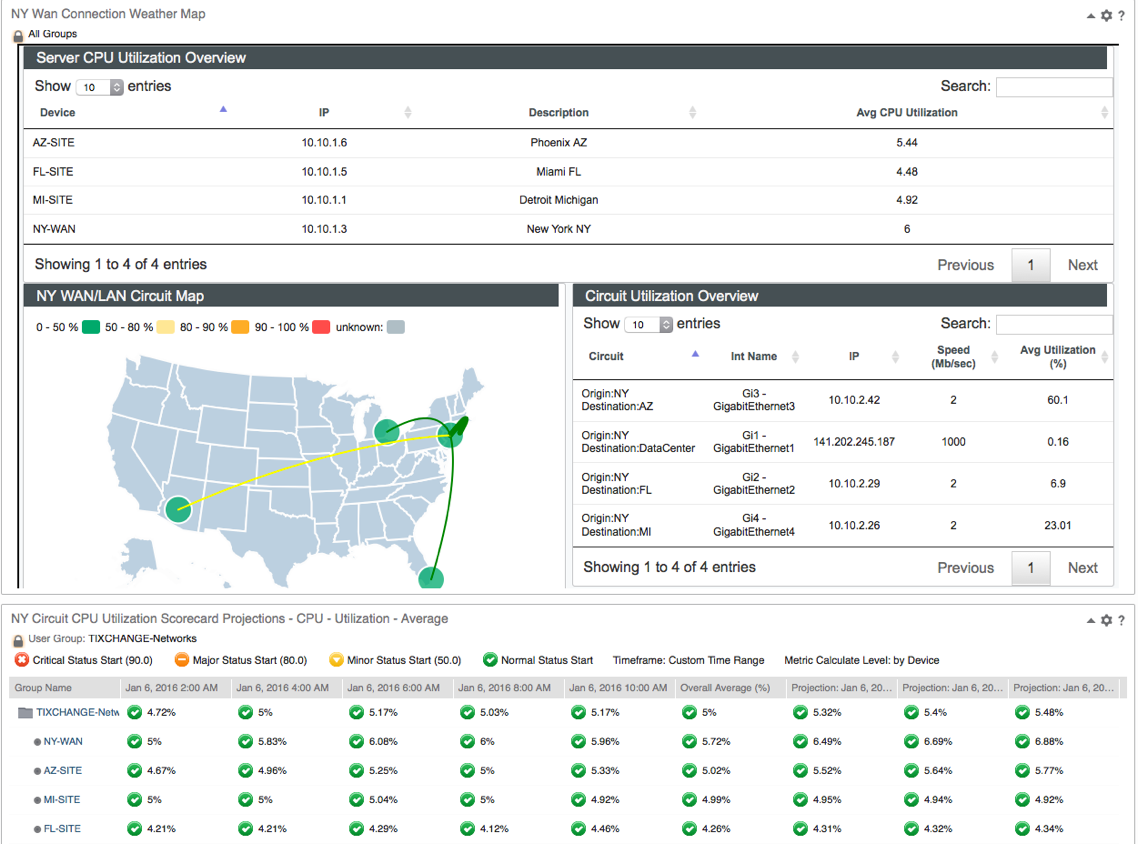 NY Wan Connection Weather Map ?
All Groups
Server CPU Utilization Overview
Show 10 entries Search:
Device IP Description Avg CPU Utilization
AZ-SITE 10.10.1.6 Phoenix AZ 5.44
FL-SITE 10.10.1.5 Miami FL 4.48
MI-SITE 10.10.1.1 Detroit Michigan 4.92
NY-WAN 10.10.1.3 New York NY 6
Showing 1 to 4 of 4 entries Previous 1 Next
NY WAN/LAN Circuit Map
0 - 50 % 50 - 80 % 80 - 90 % 90 - 100 % unknown:
Circuit Utilization Overview
Show 10 entries Search:
Circuit Int Name IP Speed (Mb/sec) Avg Utilization (%)
Origin:NY Destination:AZ Gi3 - GigabitEthernet3 10.10.2.42 2 60.1
Origin:NY Destination:DataCenter Gi1 - GigabitEthernet1 141.202.245.187 1000 0.16
Origin:NY Destination:FL Gi2 - GigabitEthernet2 10.10.2.29 2 6.9
Origin:NY Destination:MI Gi4 - GigabitEthernet4 10.10.2.26 2 23.01
Showing 1 to 4 of 4 entries Previous 1 Next
NY Circuit CPU Utilization Scorecard Projections - CPU - Utilization - Average ?
User Group: TIXCHANGE-Networks
Critical Status Start (90.0) Major Status Start (80.0) Minor Status Start (50.0) Normal Status Start Timeframe: Custom Time Range Metric Calculate Level: by Device
Group Name Jan 6, 2016 2:00 AM Jan 6, 2016 4:00 AM Jan 6, 2016 6:00 AM Jan 6, 2016 8:00 AM Jan 6, 2016 10:00 AM Overall Average (%) Projection: Jan 6, 20... Projection: Jan 6, 20... Projection: Jan 6, 20...
TIXCHANGE-Netw 4.72% 5% 5.17% 5.03% 5.17% 5% 5.32% 5.4% 5.48%
NY-WAN 5% 5.83% 6.08% 6% 5.96% 5.72% 6.49% 6.69% 6.88%
AZ-SITE 4.67% 4.96% 5.25% 5% 5.33% 5.02% 5.52% 5.64% 5.77%
MI-SITE 5% 5% 5.04% 5% 4.92% 4.99% 4.95% 4.94% 4.92%
FL-SITE 4.21% 4.21% 4.29% 4.12% 4.46% 4.26% 4.31% 4.32% 4.34%